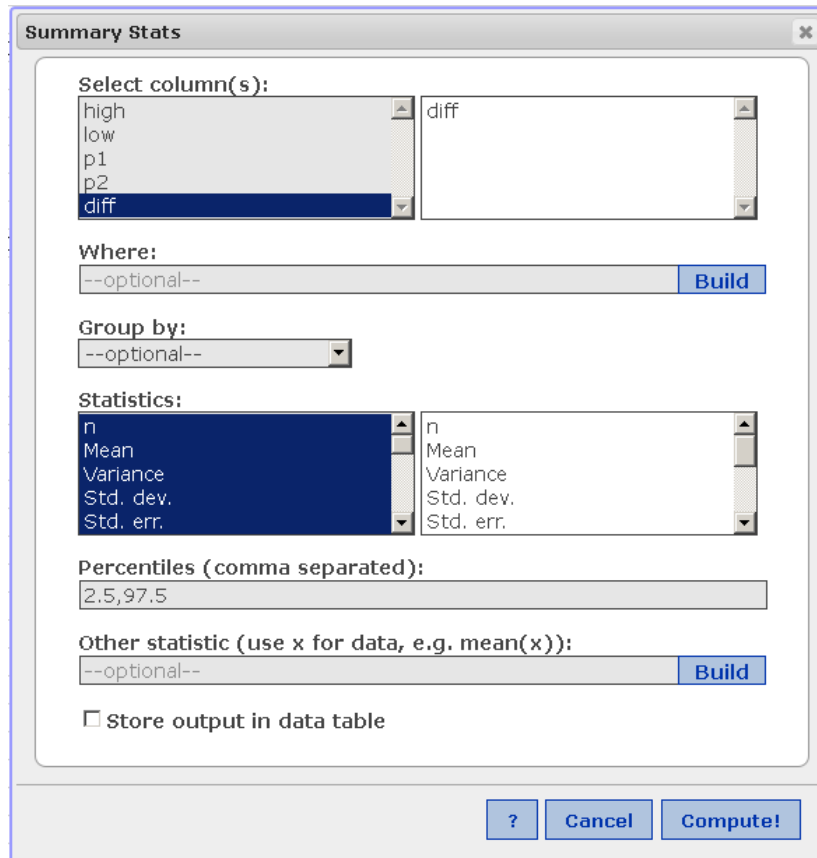 Summary Stats
Select column(s):
high
low
p1
p2
diff
diff
Where:
--optional--
Build
Group by:
--optional--
Statistics:
n
Mean
Variance
Std. dev.
Std. err.
n
Mean
Variance
Std. dev.
Std. err.
Percentiles (comma separated):
2.5,97.5
Other statistic (use x for data, e.g. mean(x)):
--optional--
Build
Store output in data table
?
Cancel
Compute!